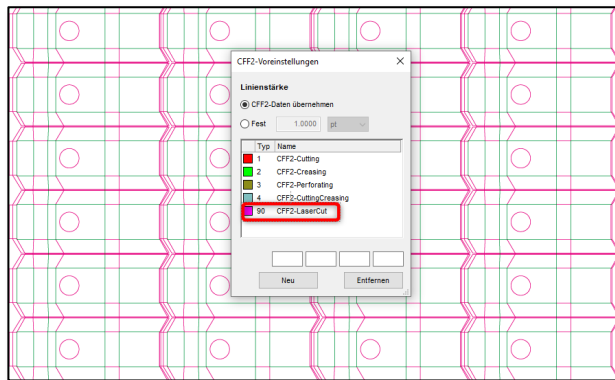 CFF2-Voreinstellungen
Linienstärke
CFF2-Daten übernehmen
Fest 1.0000 pt
Typ Name
1 CFF2-Cutting
2 CFF2-Creasing
3 CFF2-Perforating
4 CFF2-CuttingCreasing
90 CFF2-LaserCut
Neu Entfernen